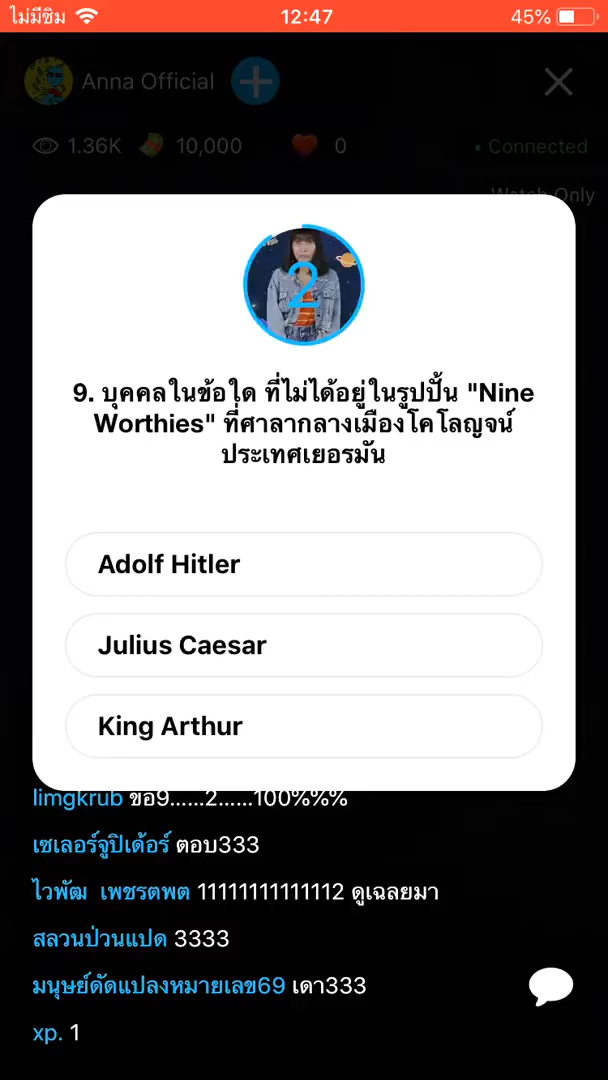 ไม่มีซิม 12:47 45%
Anna Official
1.36K 10,000 0 • Connected
Watch Only
2
9. บุคคลในข้อใด ที่ไม่ได้อยู่ในรูปปั้น "Nine
Worthies" ที่ศาลากลางเมืองโคโลญจน์
ประเทศเยอรมัน
Adolf Hitler
Julius Caesar
King Arthur
limgkrub ขอ9......2......100%%%
เซเลอร์จูปิเด้อร์ ตอบ333
ไวพัฒ เพชรตพต 11111111111112 ดูเฉลยมา
สลวนป่วนแปด 3333
มนุษย์ดัดแปลงหมายเลข69 เดา333
xp. 1